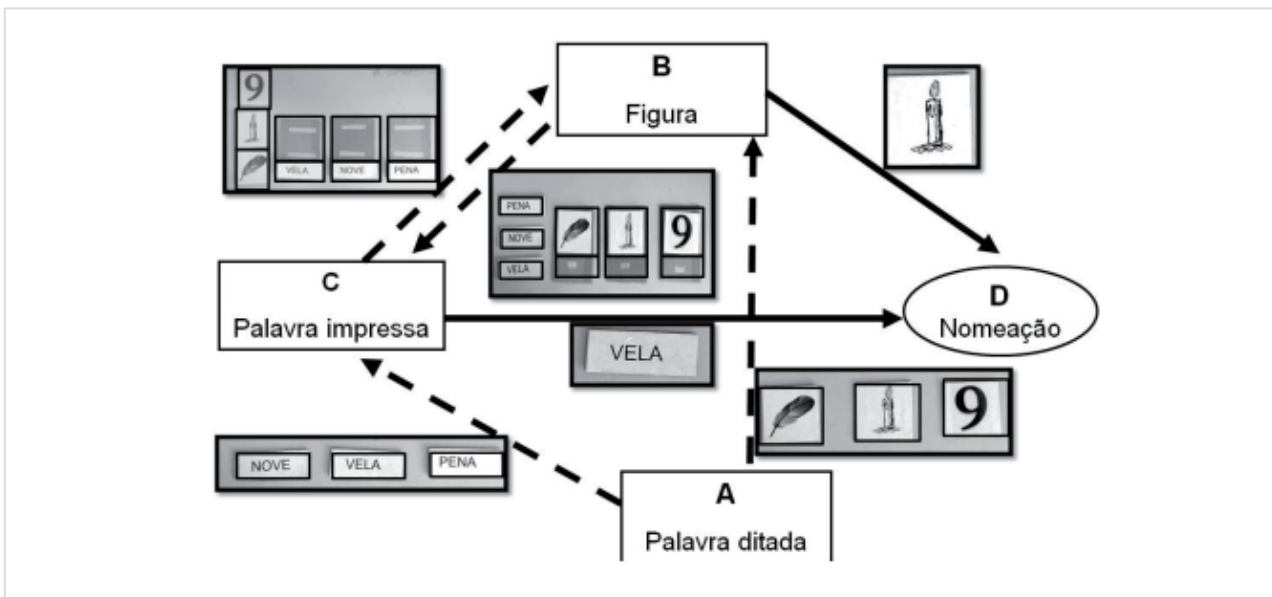 B
Figura
9
VELA NOVE PENA
PENA
NOVE
VELA
9
C
Palavra impressa
D
Nomeação
VELA
9
NOVE VELA PENA
A
Palavra ditada